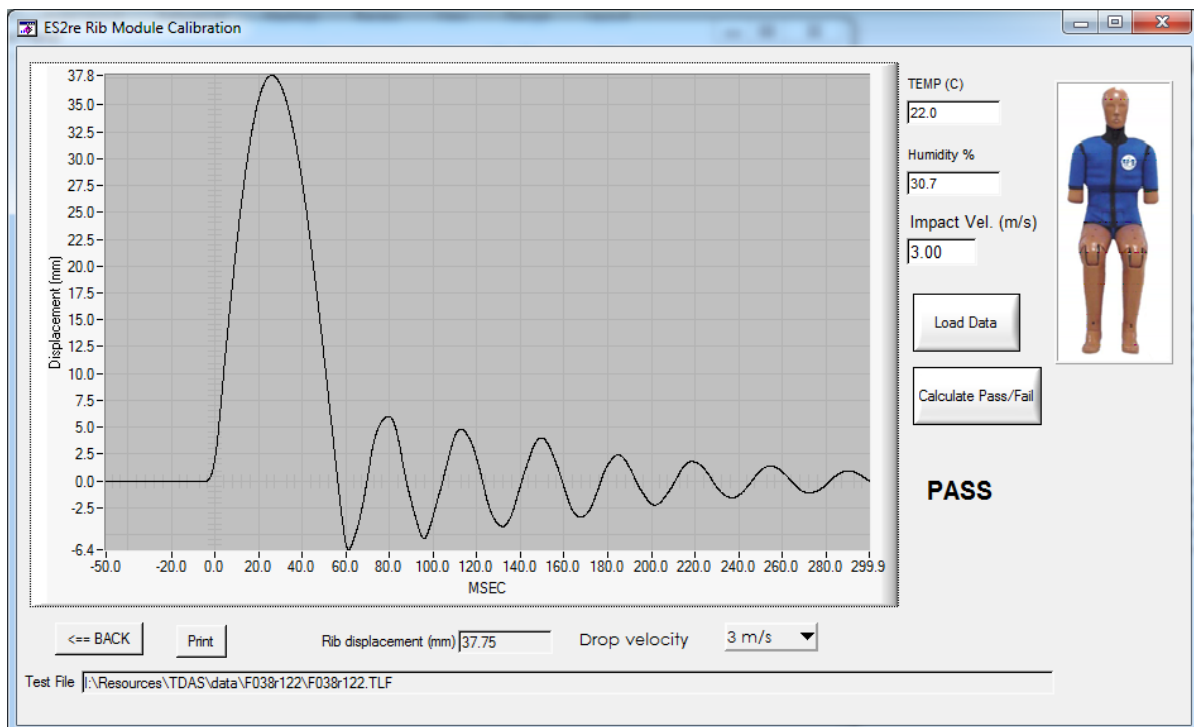 ES2re Rib Module Calibration
37.8
35.0
32.5
30.0
27.5
25.0
22.5
20.0
17.5
15.0
12.5
10.0
7.5
5.0
2.5
0.0
-2.5
-6.4
Displacement (mm)
-50.0 -20.0 0.0 20.0 40.0 60.0 80.0 100.0 120.0 140.0 160.0 180.0 200.0 220.0 240.0 260.0 280.0 299.9
MSEC
TEMP (C)
22.0
Humidity %
30.7
Impact Vel. (m/s)
3.00
Load Data
Calculate Pass/Fail
PASS
<== BACK
Print
Rib displacement (mm) 37.75
Drop velocity 3 m/s
Test File I:\Resources\TDAS\data\F038r122\F038r122.TLF